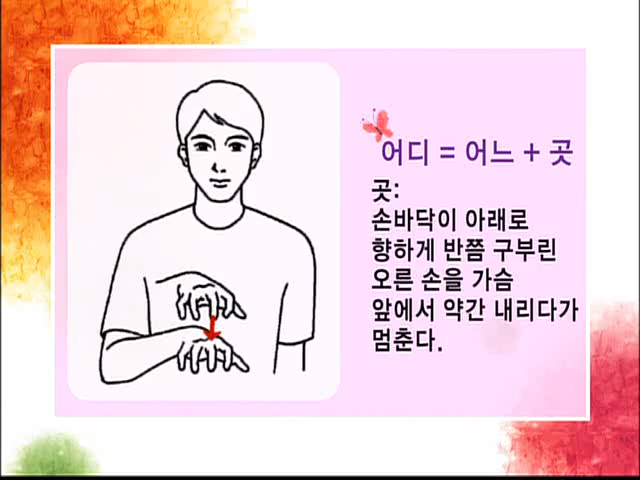 어디 = 어느 + 곳
곳:
손바닥이 아래로
향하게 반쯤 구부린
오른 손을 가슴
앞에서 약간 내리다가
멈춘다.